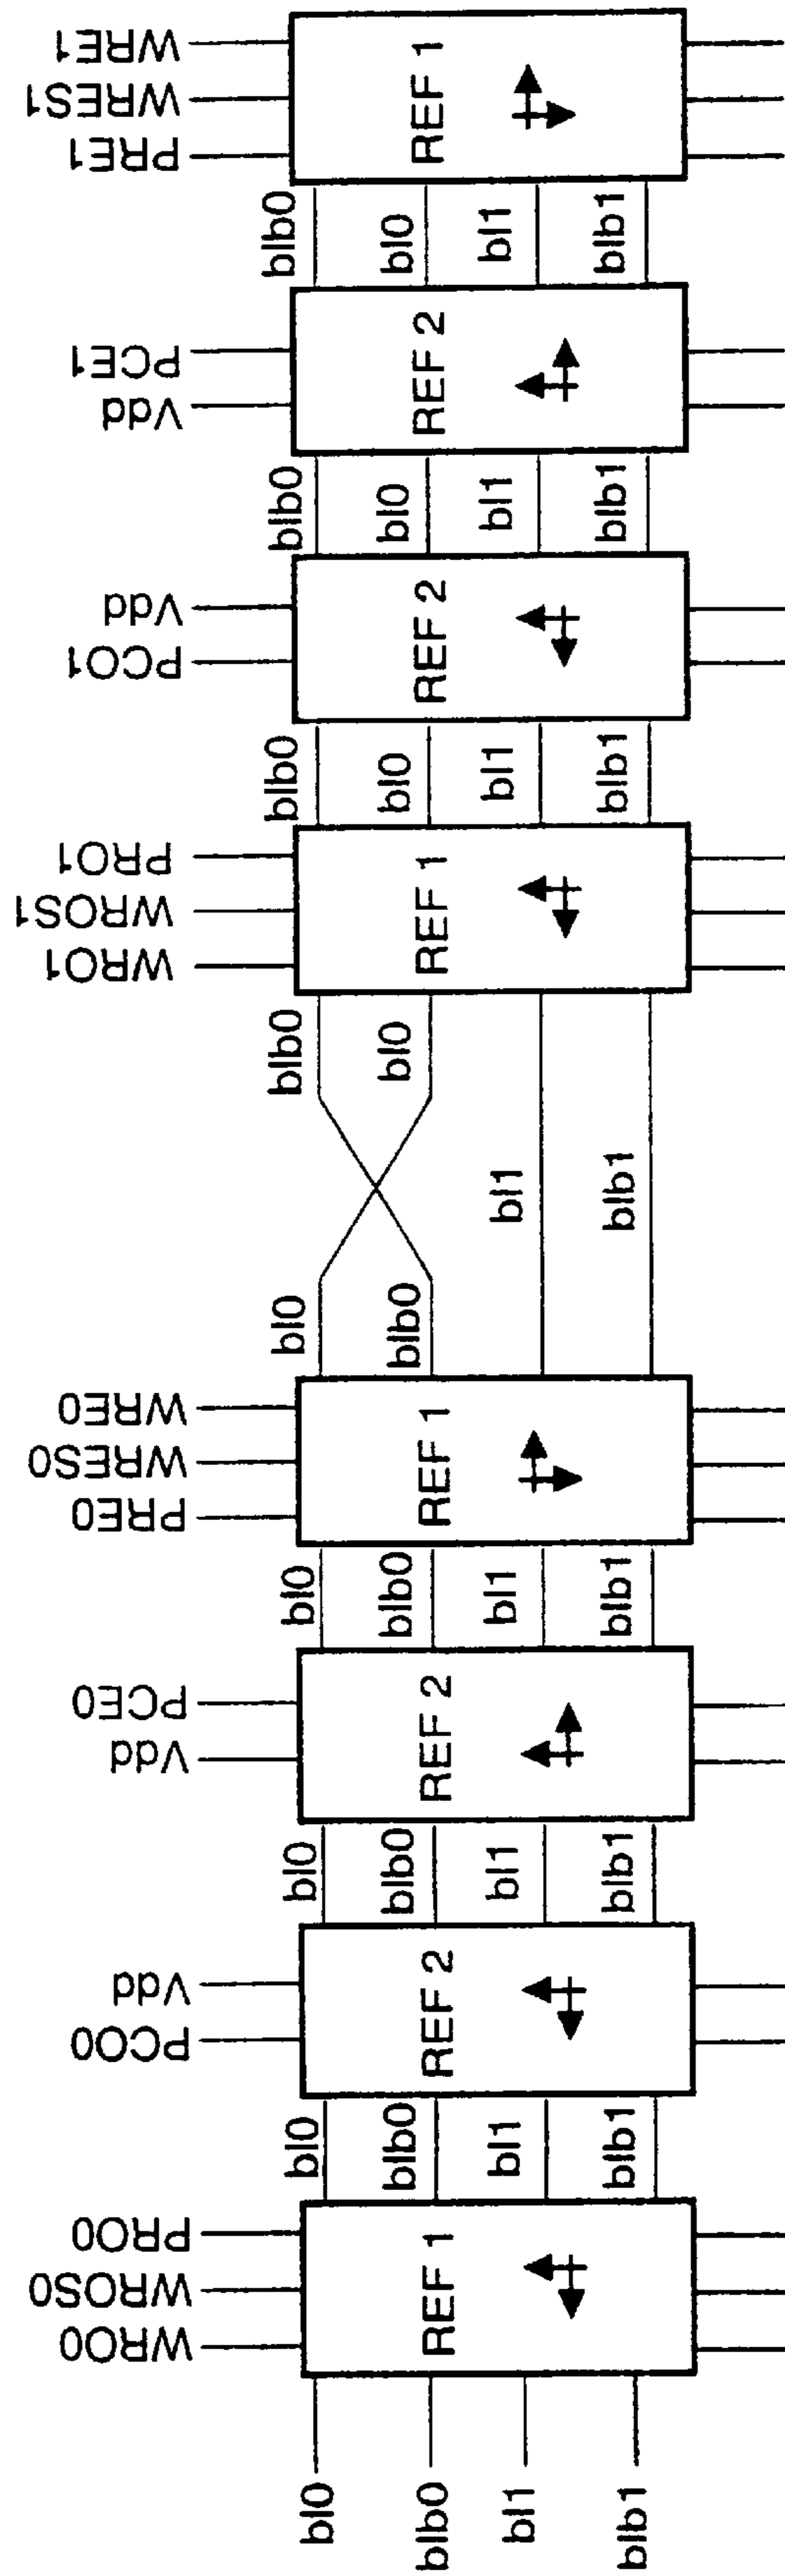 WRO0
WROS0
PRO0
PCO0
Vdd
Vdd
PCE0
PRE0
WRES0
WRE0
WRO1
WROS1
PRO1
PCO1
Vdd
Vdd
PCE1
PRE1
WRES1
WRE1
bl0 bl0 bl0 bl0 bl0 blb0 blb0 blb0 blb0
blb0 blb0 blb0 blb0 blb0 bl0 bl0 bl0 bl0
REF 1 REF 2 REF 2 REF 1 REF 1 REF 2 REF 2 REF 1
bl1 bl1 bl1 bl1 bl1 bl1 bl1 bl1
blb1 blb1 blb1 blb1 blb1 blb1 blb1 blb1